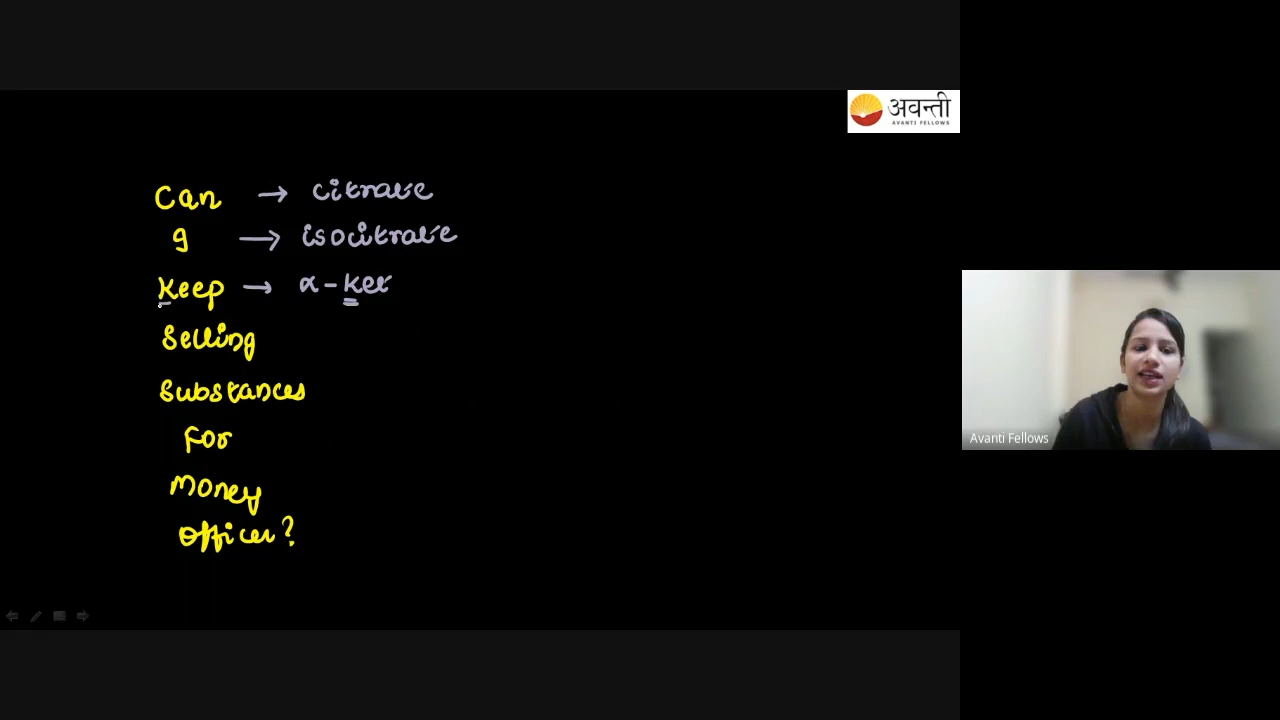 अवन्ती
AVANTI FELLOWS
Can → citrate
I → isocitrate
Keep → α-ket
Selling
Substances
For
Money
Officer?
Avanti Fellows